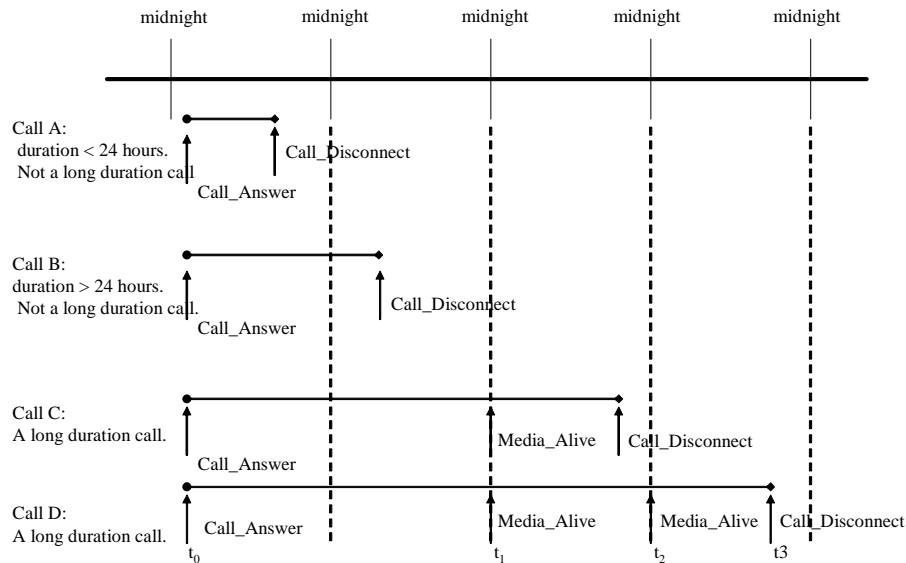 midnight midnight midnight midnight midnight
Call A:
duration < 24 hours.
Not a long duration call
Call_Disconnect
Call_Answer
Call B:
duration > 24 hours.
Not a long duration call.
Call_Disconnect
Call_Answer
Call C:
A long duration call.
Media_Alive
Call_Disconnect
Call_Answer
Call D:
A long duration call.
Call_Answer
Media_Alive
Media_Alive
Call_Disconnect
t0 t1 t2 t3